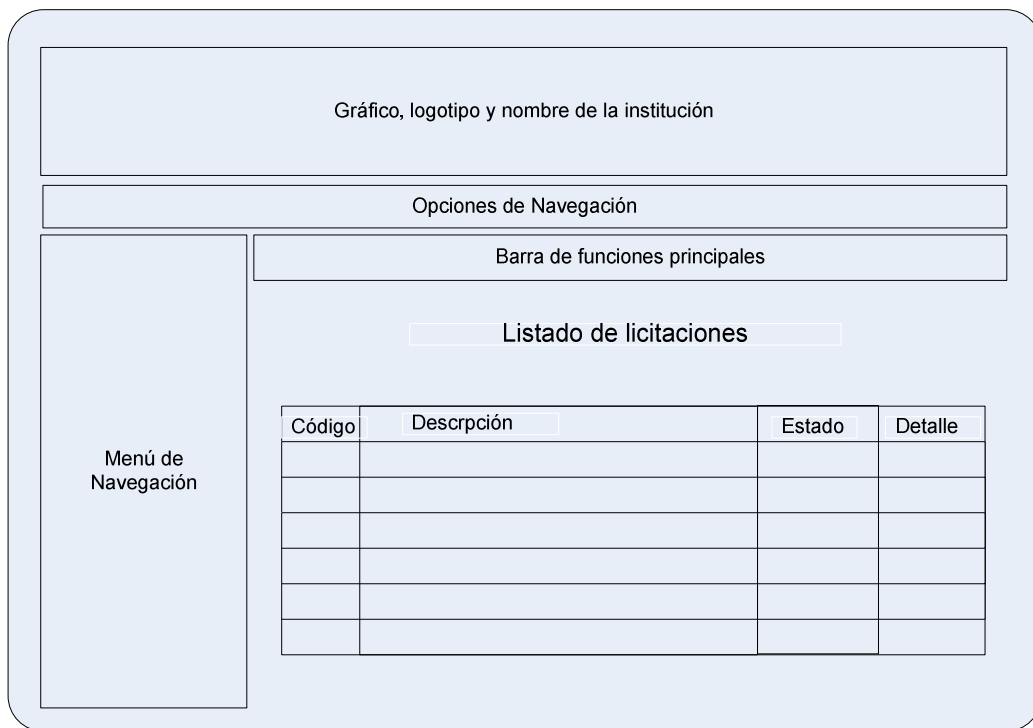 Gráfico, logotipo y nombre de la institución
Opciones de Navegación
Barra de funciones principales
Listado de licitaciones
Código Descrpción Estado Detalle
Menú de
Navegación